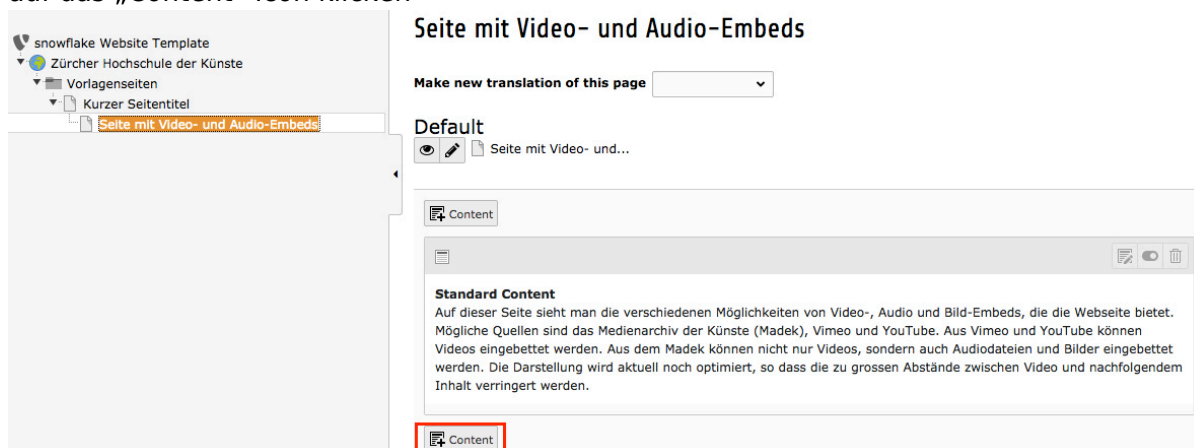 auf das „Content“ Icon klicken
snowflake Website Template
Zürcher Hochschule der Künste
Vorlagenseiten
Kurzer Seitentitel
Seite mit Video- und Audio-Embeds
Seite mit Video- und Audio-Embeds
Make new translation of this page
Default
Seite mit Video- und...
Content
Standard Content
Auf dieser Seite sieht man die verschiedenen Möglichkeiten von Video-, Audio und Bild-Embeds, die die Webseite bietet.
Mögliche Quellen sind das Medienarchiv der Künste (Madek), Vimeo und YouTube. Aus Vimeo und YouTube können
Videos eingebettet werden. Aus dem Madek können nicht nur Videos, sondern auch Audiodateien und Bilder eingebettet
werden. Die Darstellung wird aktuell noch optimiert, so dass die zu grossen Abstände zwischen Video und nachfolgendem
Inhalt verringert werden.
Content